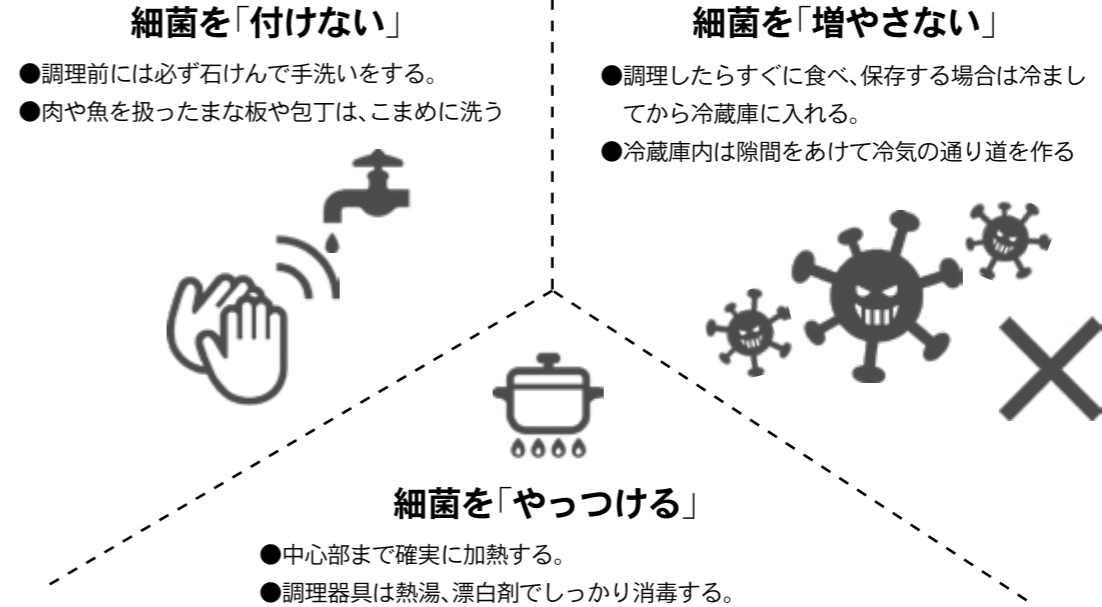 細菌を「付けない」
●調理前には必ず石けんで手洗いをする。
●肉や魚を扱ったまな板や包丁は、こまめに洗う
細菌を「増やさない」
●調理したらすぐに食べ、保存する場合は冷まし
てから冷蔵庫に入れる。
●冷蔵庫内は隙間をあけて冷気の通り道を作る
細菌を「やっつける」
●中心部まで確実に加熱する。
●調理器具は熱湯、漂白剤でしっかり消毒する。